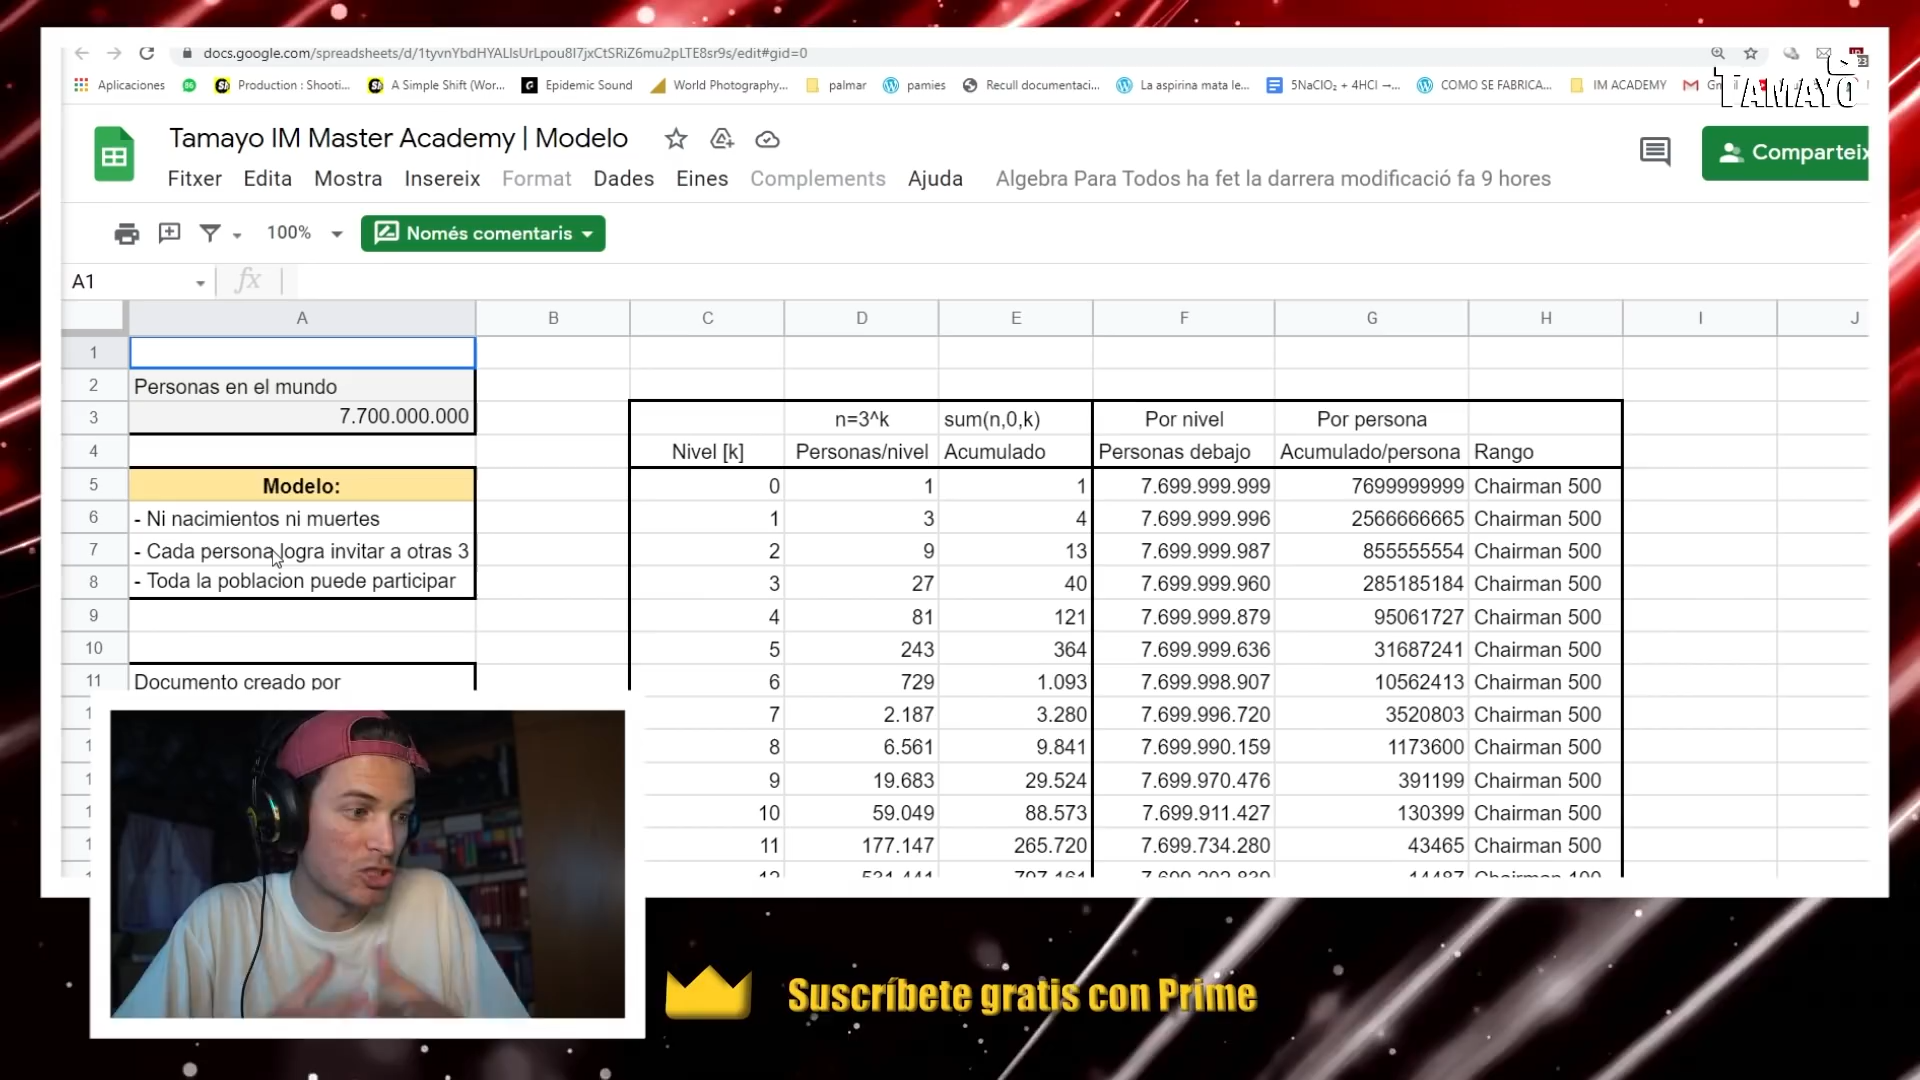 docs.google.com/spreadsheets/d/1tyvnYbdHYALIsUrLpou8I7jxCtSRiZ6mu2pLTE8sr9s/edit#gid=0
Aplicaciones Production : Shooti... A Simple Shift (Wor... Epidemic Sound World Photography... palmar pamies Recull documentaci... La aspirina mata le... 5NaClO₂ + 4HCl →... COMO SE FABRICA... IM ACADEMY
TAMAYO
Tamayo IM Master Academy | Modelo
Comparteix
Fitxer Edita Mostra Insereix Format Dades Eines Complements Ajuda Algebra Para Todos ha fet la darrera modificació fa 9 hores
100% Només comentaris
A1 fx
A B C D E F G H I J
1
2 Personas en el mundo
3 7.700.000.000 n=3^k sum(n,0,k) Por nivel Por persona
4 Nivel [k] Personas/nivel Acumulado Personas debajo Acumulado/persona Rango
5 Modelo: 0 1 1 7.699.999.999 7699999999 Chairman 500
6 - Ni nacimientos ni muertes 1 3 4 7.699.999.996 2566666665 Chairman 500
7 - Cada persona logra invitar a otras 3 2 9 13 7.699.999.987 855555554 Chairman 500
8 - Toda la poblacion puede participar 3 27 40 7.699.999.960 285185184 Chairman 500
9 4 81 121 7.699.999.879 95061727 Chairman 500
10 5 243 364 7.699.999.636 31687241 Chairman 500
11 Documento creado por 6 729 1.093 7.699.998.907 10562413 Chairman 500
7 2.187 3.280 7.699.996.720 3520803 Chairman 500
8 6.561 9.841 7.699.990.159 1173600 Chairman 500
9 19.683 29.524 7.699.970.476 391199 Chairman 500
10 59.049 88.573 7.699.911.427 130399 Chairman 500
11 177.147 265.720 7.699.734.280 43465 Chairman 500
12 531.441 797.161 7.699.202.839 14487 Chairman 100
Suscríbete gratis con Prime